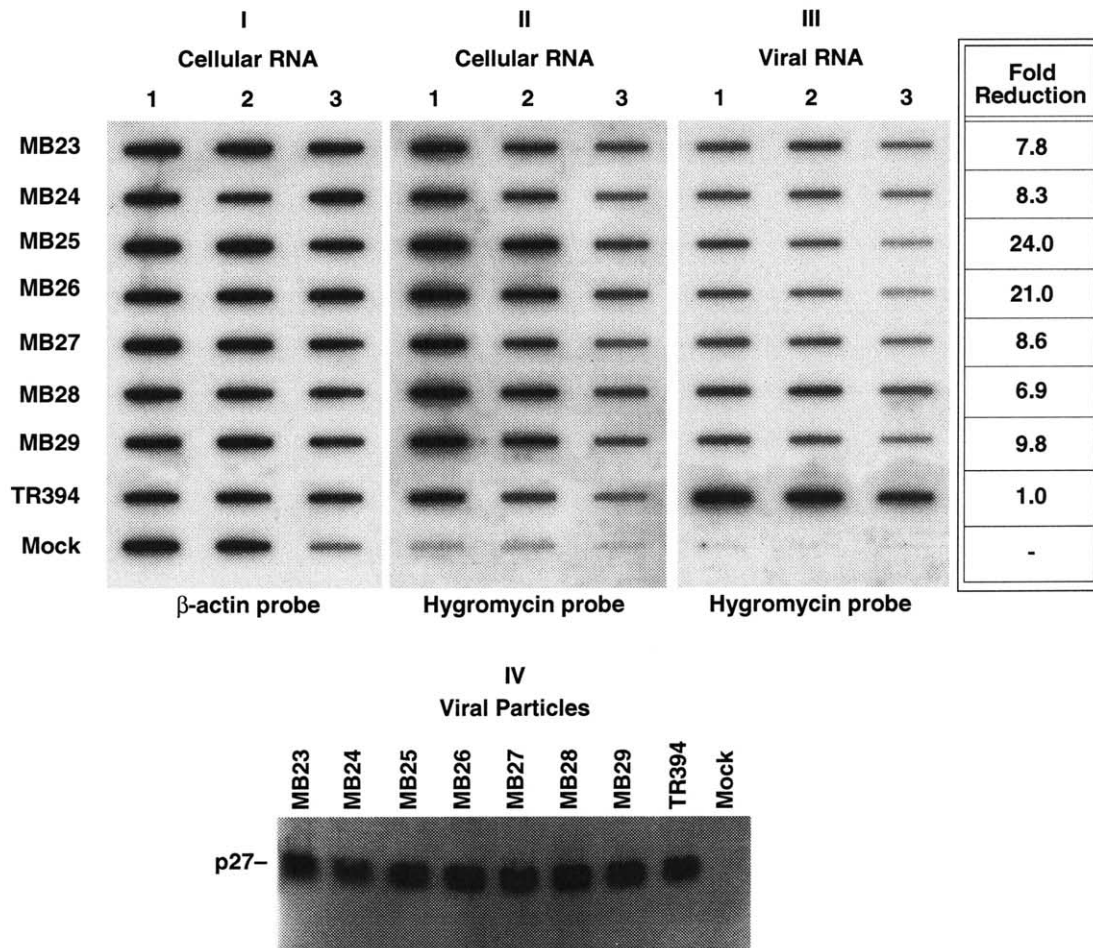 I II III
Cellular RNA Cellular RNA Viral RNA
1 2 3 1 2 3 1 2 3
Fold
Reduction
MB23 7.8
MB24 8.3
MB25 24.0
MB26 21.0
MB27 8.6
MB28 6.9
MB29 9.8
TR394 1.0
Mock -
β-actin probe Hygromycin probe Hygromycin probe
IV
Viral Particles
MB23 MB24 MB25 MB26 MB27 MB28 MB29 TR394 Mock
p27–